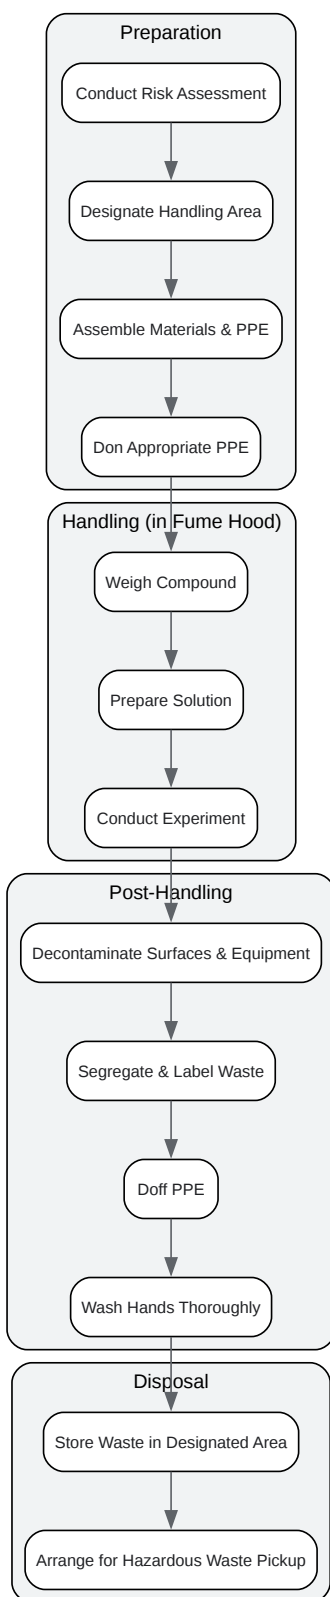 Preparation
Conduct Risk Assessment
Designate Handling Area
Assemble Materials & PPE
Don Appropriate PPE
Handling (in Fume Hood)
Weigh Compound
Prepare Solution
Conduct Experiment
Post-Handling
Decontaminate Surfaces & Equipment
Segregate & Label Waste
Doff PPE
Wash Hands Thoroughly
Disposal
Store Waste in Designated Area
Arrange for Hazardous Waste Pickup